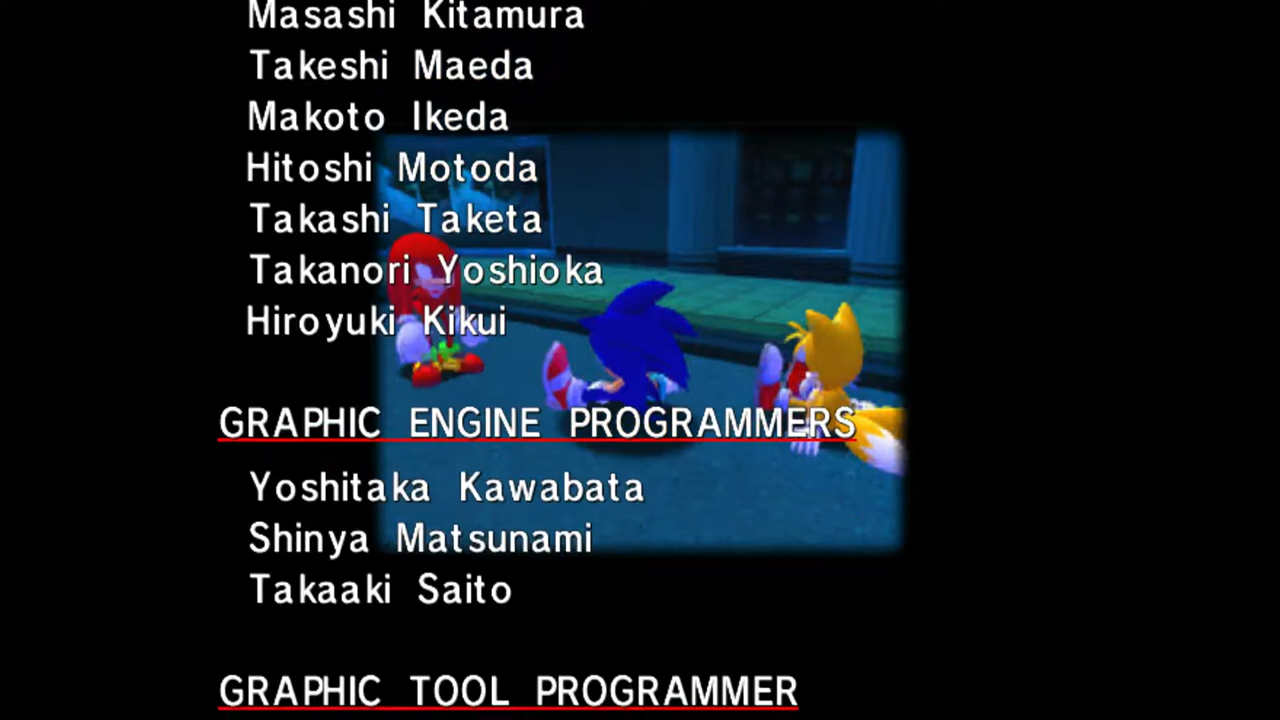 Masashi Kitamura
Takeshi Maeda
Makoto Ikeda
Hitoshi Motoda
Takashi Taketa
Takanori Yoshioka
Hiroyuki Kikui
GRAPHIC ENGINE PROGRAMMERS
Yoshitaka Kawabata
Shinya Matsunami
Takaaki Saito
GRAPHIC TOOL PROGRAMMER